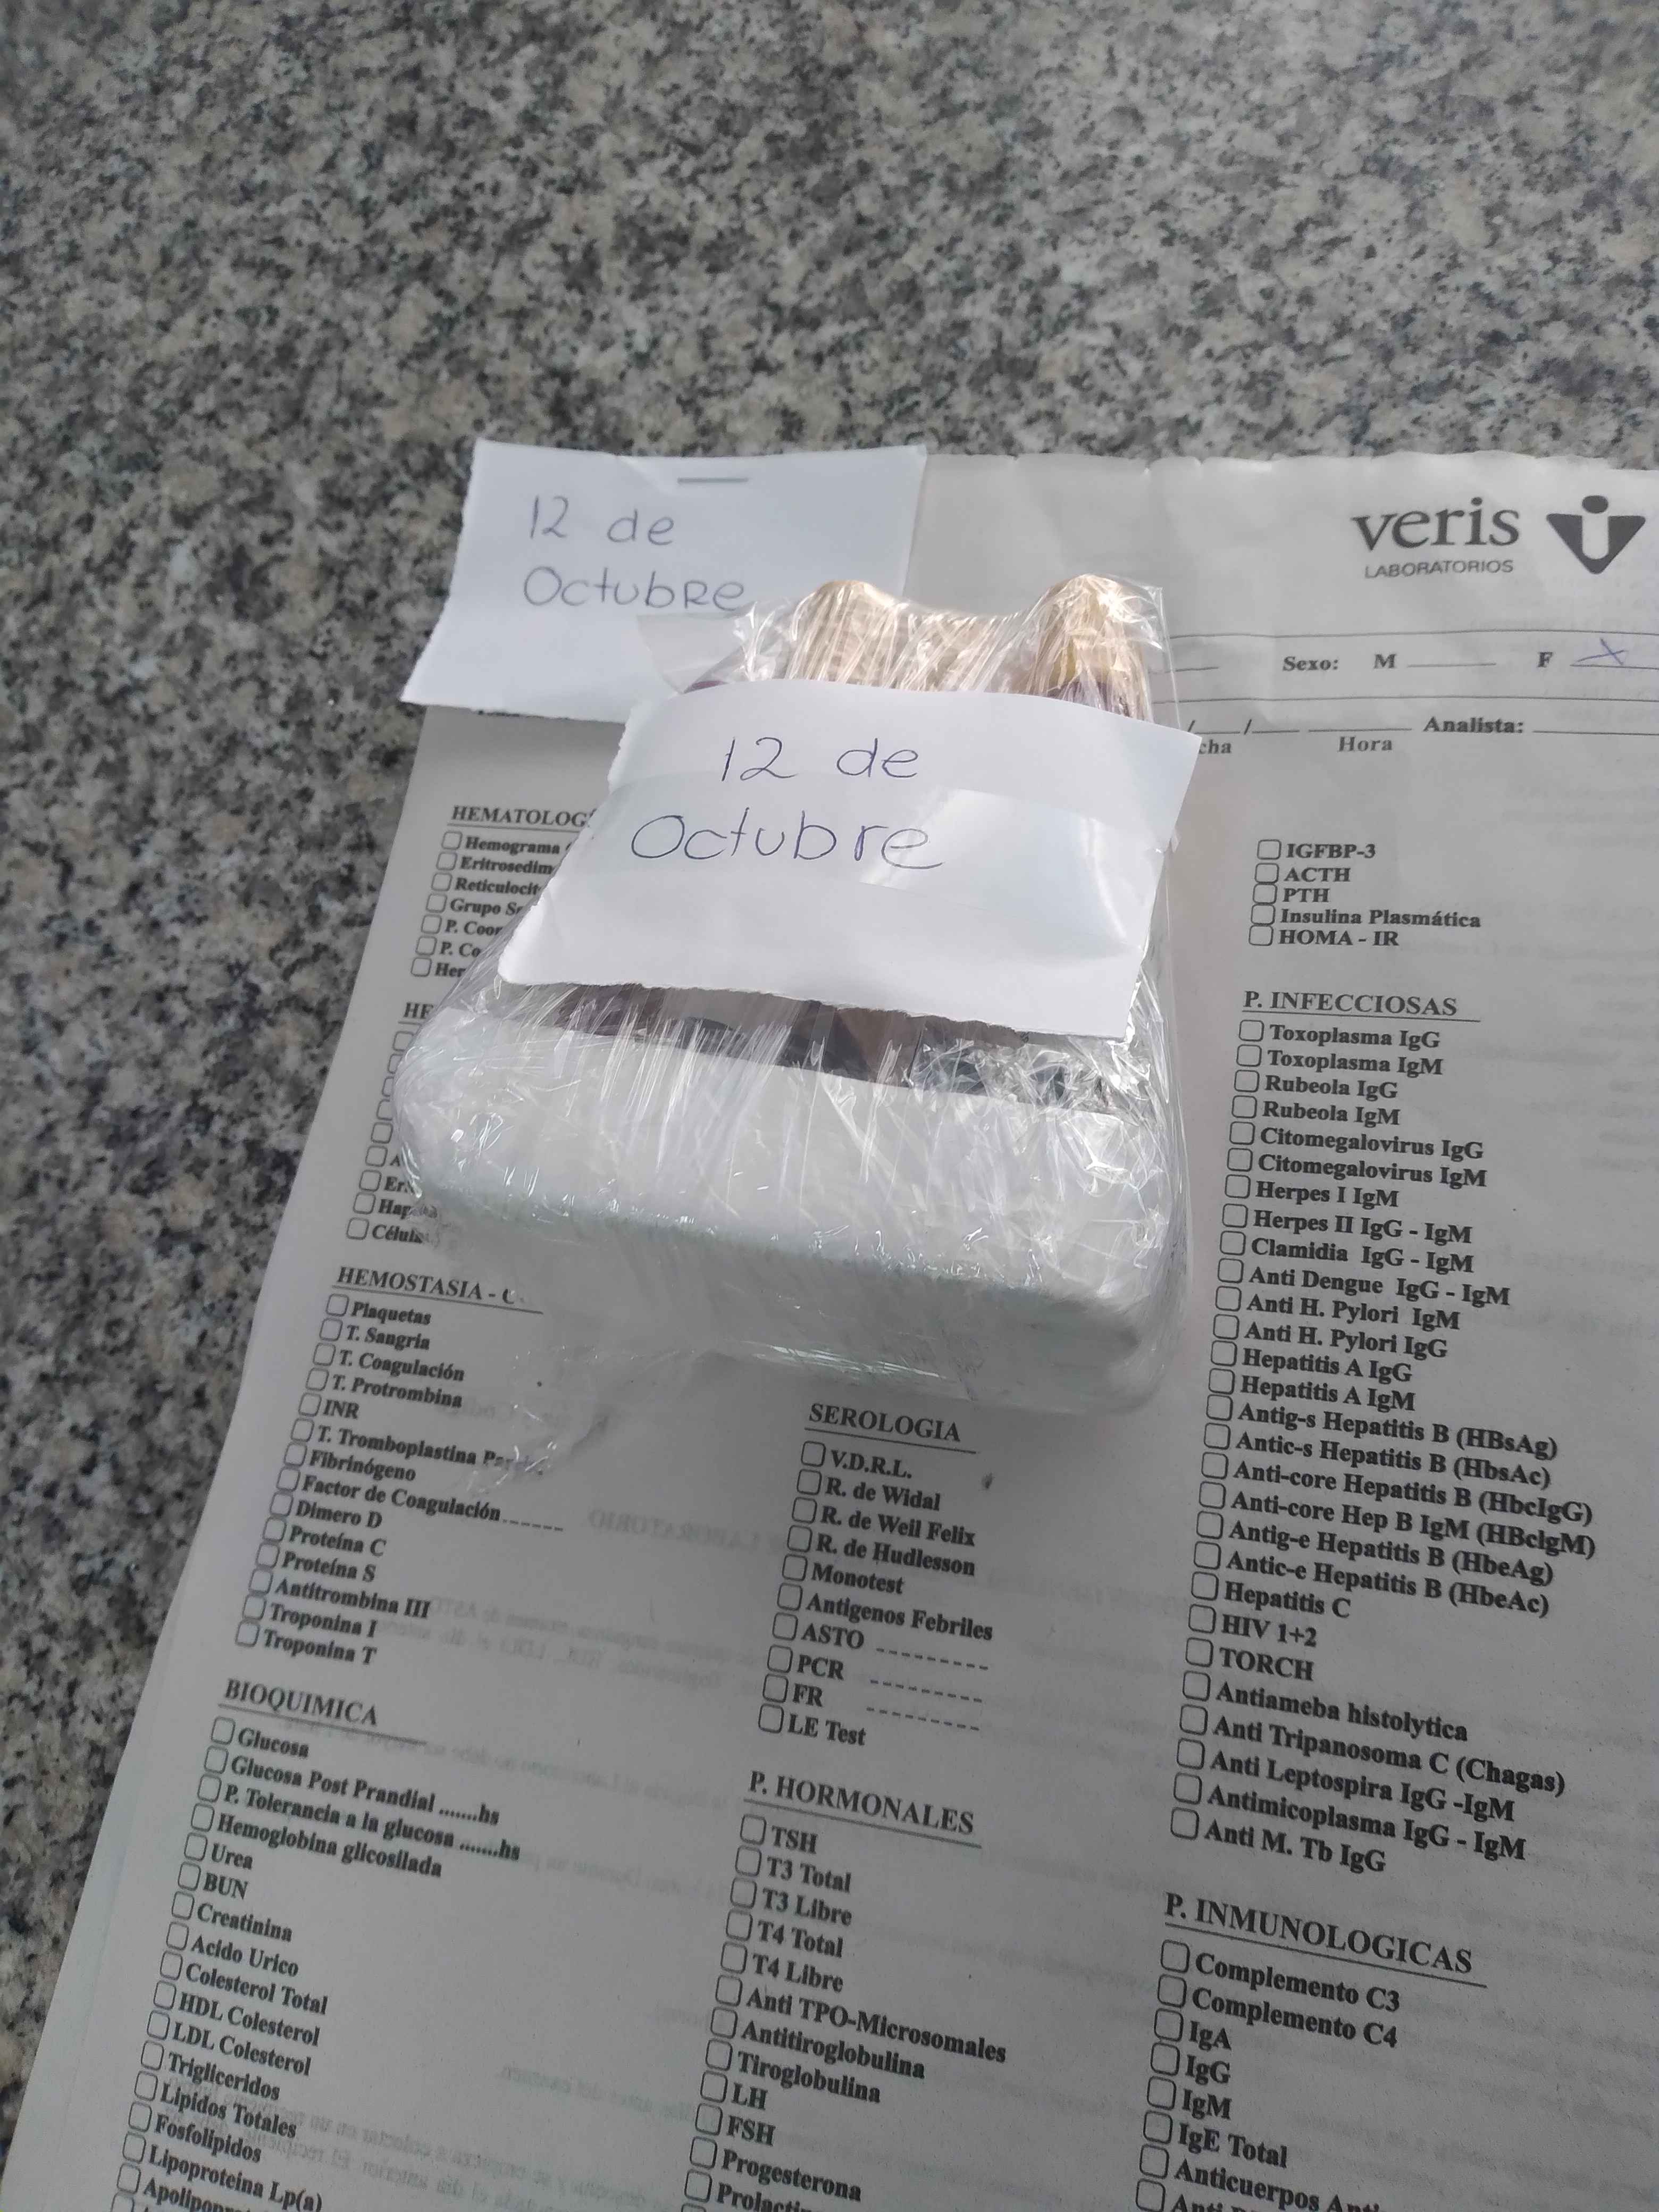 12 de
Octubre
12 de
Octubre
veris
LABORATORIOS
Sexo: M F X
/ /
Hora
Analista:
HEMATOLOG
Hemograma
Reticulocit
P. Coor
HEMOSTASIA - C
Plaquetas
T. Sangria
T. Coagulación
T. Protrombina
INR
T. Tromboplastina
Fibrinógeno
Factor de Coagulación
Dimero D
Proteína C
Proteína S
Antitrombina III
Troponina I
Troponina T
BIOQUIMICA
Glucosa
Glucosa Post Prandial .......hs
P. Tolerancia a la glucosa .......hs
Hemoglobina glicosilada
Urea
BUN
Creatinina
Acido Urico
Colesterol Total
HDL Colesterol
LDL Colesterol
Trigliceridos
Lipidos Totales
Fosfolipidos
Lipoproteina Lp(a)
SEROLOGIA
V.D.R.L.
R. de Widal
R. de Weil Felix
R. de Hudlesson
Monotest
Antigenos Febriles
ASTO
PCR
FR
LE Test
P. HORMONALES
TSH
T3 Total
T3 Libre
T4 Total
T4 Libre
Anti TPO-Microsomales
Antitiroglobulina
Tiroglobulina
LH
FSH
Progesterona
IGFBP-3
ACTH
PTH
Insulina Plasmática
HOMA - IR
P. INFECCIOSAS
Toxoplasma IgG
Toxoplasma IgM
Rubeola IgG
Rubeola IgM
Citomegalovirus IgG
Citomegalovirus IgM
Herpes I IgM
Herpes II IgG - IgM
Clamidia IgG - IgM
Anti Dengue IgG - IgM
Anti H. Pylori IgM
Anti H. Pylori IgG
Hepatitis A IgG
Hepatitis A IgM
Antig-s Hepatitis B (HBsAg)
Antic-s Hepatitis B (HbsAc)
Anti-core Hepatitis B (HbcIgG)
Anti-core Hep B IgM (HBcIgM)
Antig-e Hepatitis B (HbeAg)
Antic-e Hepatitis B (HbeAc)
Hepatitis C
HIV 1+2
TORCH
Antiameba histolytica
Anti Tripanosoma C (Chagas)
Anti Leptospira IgG -IgM
Antimicoplasma IgG - IgM
Anti M. Tb IgG
P. INMUNOLOGICAS
Complemento C3
Complemento C4
IgA
IgG
IgM
IgE Total
Anticuerpos